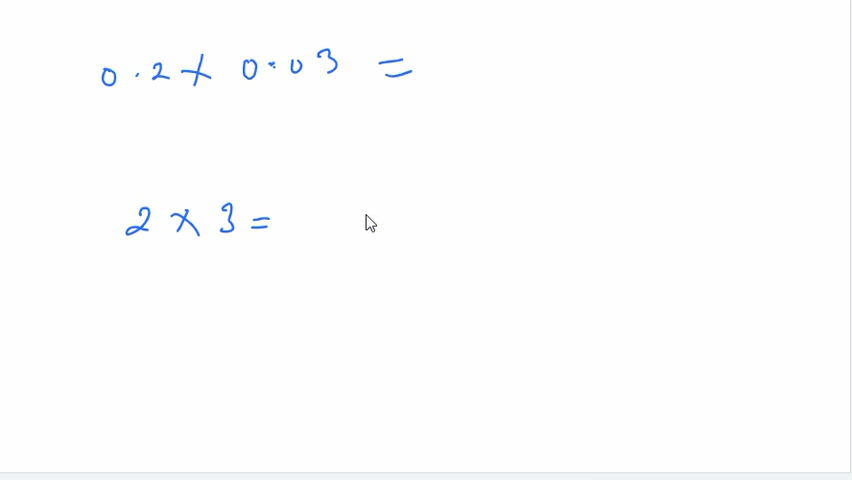 0.2 × 0.03 =
2 × 3 =